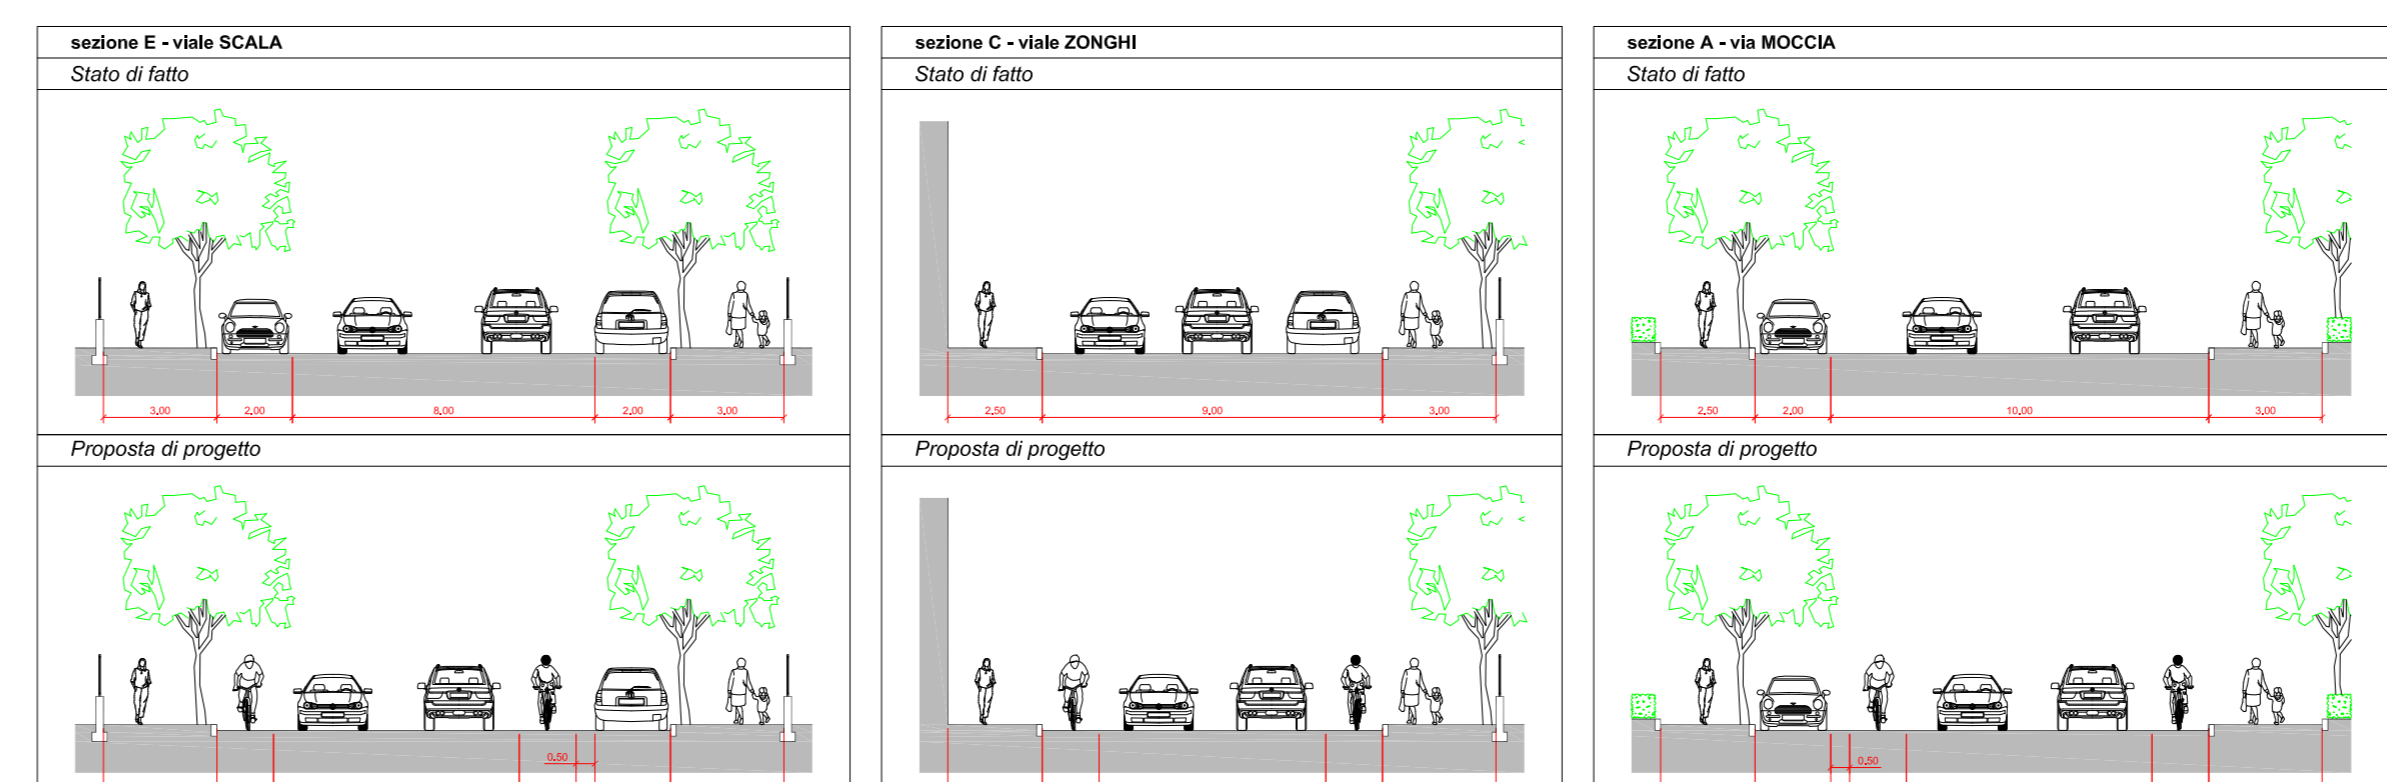 sezione E - viale SCALA
Stato di fatto
3.00 2.00 8.00 2.00 3.00
Proposta di progetto
0.50
sezione C - viale ZONGHI
Stato di fatto
2.50 9.00 3.00
Proposta di progetto
sezione A - via MOCCIA
Stato di fatto
2.50 2.00 10.00 3.00
Proposta di progetto
0.50